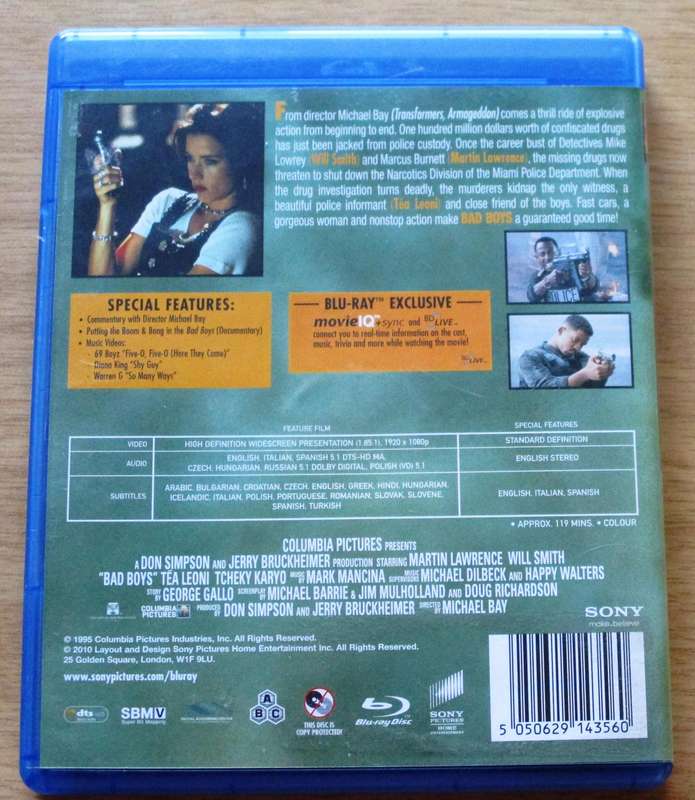 From director Michael Bay (Transformers, Armageddon) comes a thrill ride of explosive
action from beginning to end. One hundred million dollars worth of confiscated drugs
has just been jacked from police custody. Once the career bust of Detectives Mike
Lowrey (Will Smith) and Marcus Burnett (Martin Lawrence), the missing drugs now
threaten to shut down the Narcotics Division of the Miami Police Department. When
the drug investigation turns deadly, the murderers kidnap the only witness, a
beautiful police informant (Téa Leoni) and close friend of the boys. Fast cars, a
gorgeous woman and nonstop action make BAD BOYS a guaranteed good time!
POLICE
SPECIAL FEATURES:
• Commentary with Director Michael Bay
• Putting the Boom & Bang in the Bad Boys (Documentary)
• Music Videos:
69 Boyz "Five-O, Five-O (Here They Come)"
Diana King "Shy Guy"
Warren G "So Many Ways"
BLU-RAY™ EXCLUSIVE
movieIQ™+sync and BD LIVE™
connect you to real-time information on the cast,
music, trivia and more while watching the movie!
BD LIVE™
FEATURE FILM SPECIAL FEATURES
VIDEO HIGH DEFINITION WIDESCREEN PRESENTATION (1.85:1), 1920 x 1080p STANDARD DEFINITION
AUDIO ENGLISH, ITALIAN, SPANISH 5.1 DTS-HD MA, ENGLISH STEREO
CZECH, HUNGARIAN, RUSSIAN 5.1 DOLBY DIGITAL, POLISH (VO) 5.1
SUBTITLES ARABIC, BULGARIAN, CROATIAN, CZECH, ENGLISH, GREEK, HINDI, HUNGARIAN, ENGLISH, ITALIAN, SPANISH
ICELANDIC, ITALIAN, POLISH, PORTUGUESE, ROMANIAN, SLOVAK, SLOVENE,
SPANISH, TURKISH
• APPROX. 119 MINS. • COLOUR
COLUMBIA PICTURES PRESENTS
A DON SIMPSON AND JERRY BRUCKHEIMER PRODUCTION STARRING MARTIN LAWRENCE WILL SMITH
"BAD BOYS" TÉA LEONI TCHEKY KARYO MUSIC BY MARK MANCINA MUSIC SUPERVISORS MICHAEL DILBECK AND HAPPY WALTERS
STORY BY GEORGE GALLO SCREENPLAY BY MICHAEL BARRIE & JIM MULHOLLAND AND DOUG RICHARDSON
COLUMBIA PICTURES PRODUCED BY DON SIMPSON AND JERRY BRUCKHEIMER DIRECTED BY MICHAEL BAY
SONY
make.believe
© 1995 Columbia Pictures Industries, Inc. All Rights Reserved.
© 2010 Layout and Design Sony Pictures Home Entertainment Inc. All Rights Reserved.
25 Golden Square, London, W1F 9LU.
www.sonypictures.com/bluray
dts
SBMV
Super Bit Mapping
A B C
THIS DISC IS
COPY PROTECTED!
Blu-ray Disc
SONY
PICTURES
HOME
ENTERTAINMENT
5 050629 143560